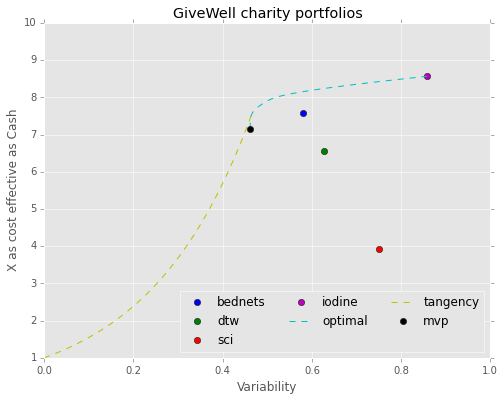 GiveWell charity portfolios
10
9
8
7
6
5
4
3
2
1
X as cost effective as Cash
bednets iodine tangency
dtw optimal mvp
sci
0.0 0.2 0.4 0.6 0.8 1.0
Variability